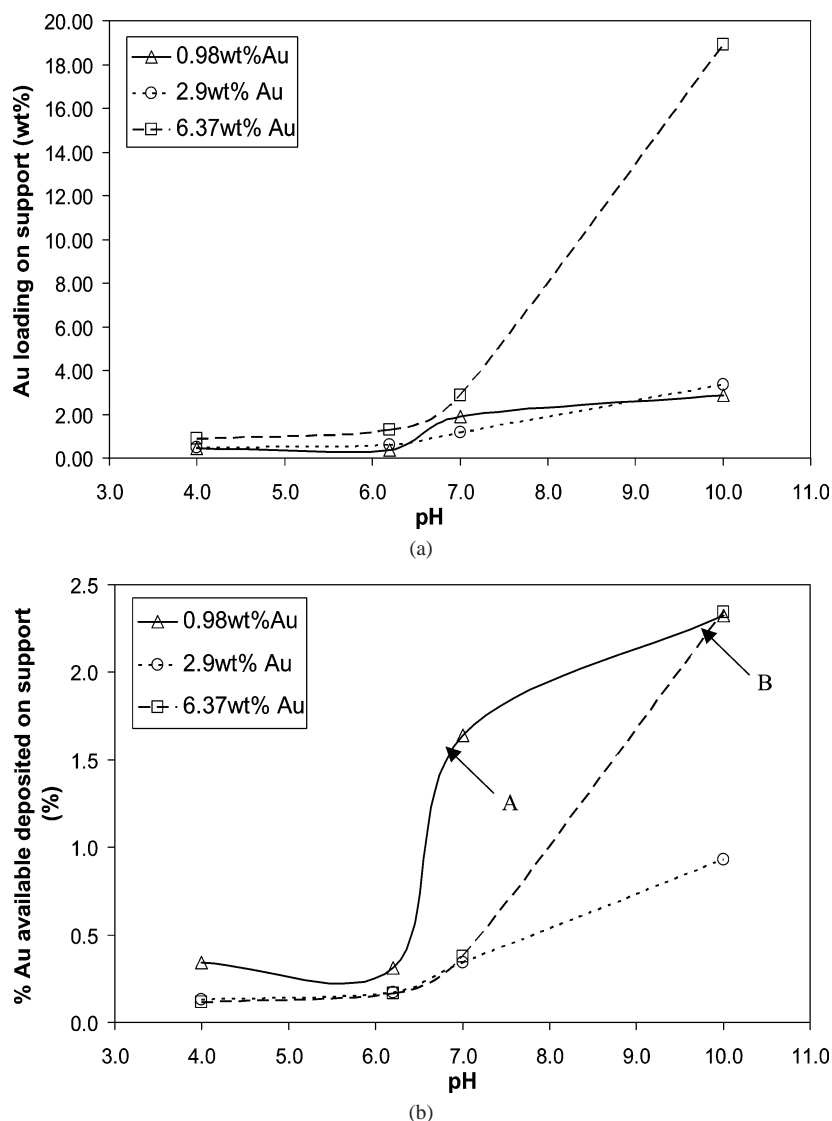 Au loading on support (wt%)
20.00
18.00
16.00
14.00
12.00
10.00
8.00
6.00
4.00
2.00
0.00
0.98wt%Au
2.9wt% Au
6.37wt% Au
3.0 4.0 5.0 6.0 7.0 8.0 9.0 10.0 11.0
pH
(a)
% Au available deposited on support
(%)
2.5
2.0
1.5
1.0
0.5
0.0
0.98wt%Au
2.9wt% Au
6.37wt% Au
A
B
3.0 4.0 5.0 6.0 7.0 8.0 9.0 10.0 11.0
pH
(b)